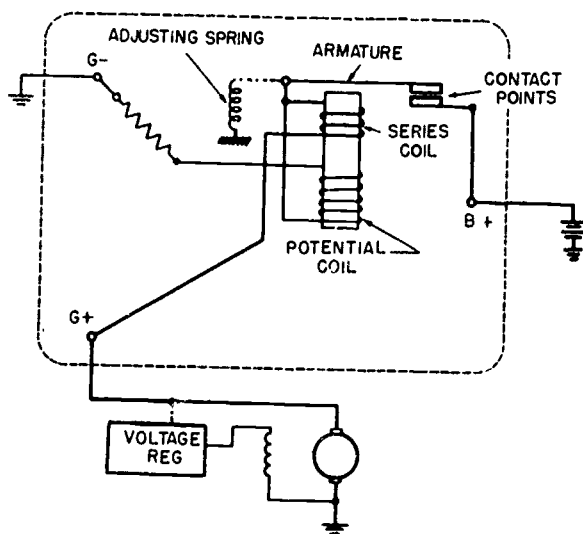 ADJUSTING SPRING
ARMATURE
G-
CONTACT
POINTS
SERIES
COIL
B +
POTENTIAL
COIL
G+
VOLTAGE
REG